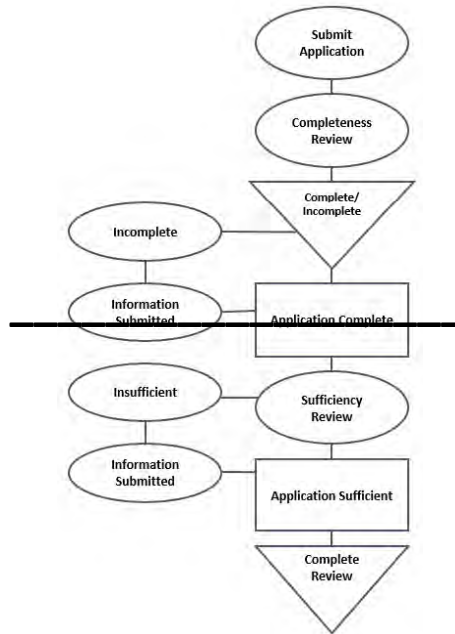 Submit
Application
Completeness
Review
Complete/
Incomplete
Incomplete
Information
Submitted
Application Complete
Insufficient
Sufficiency
Review
Information
Submitted
Application Sufficient
Complete
Review